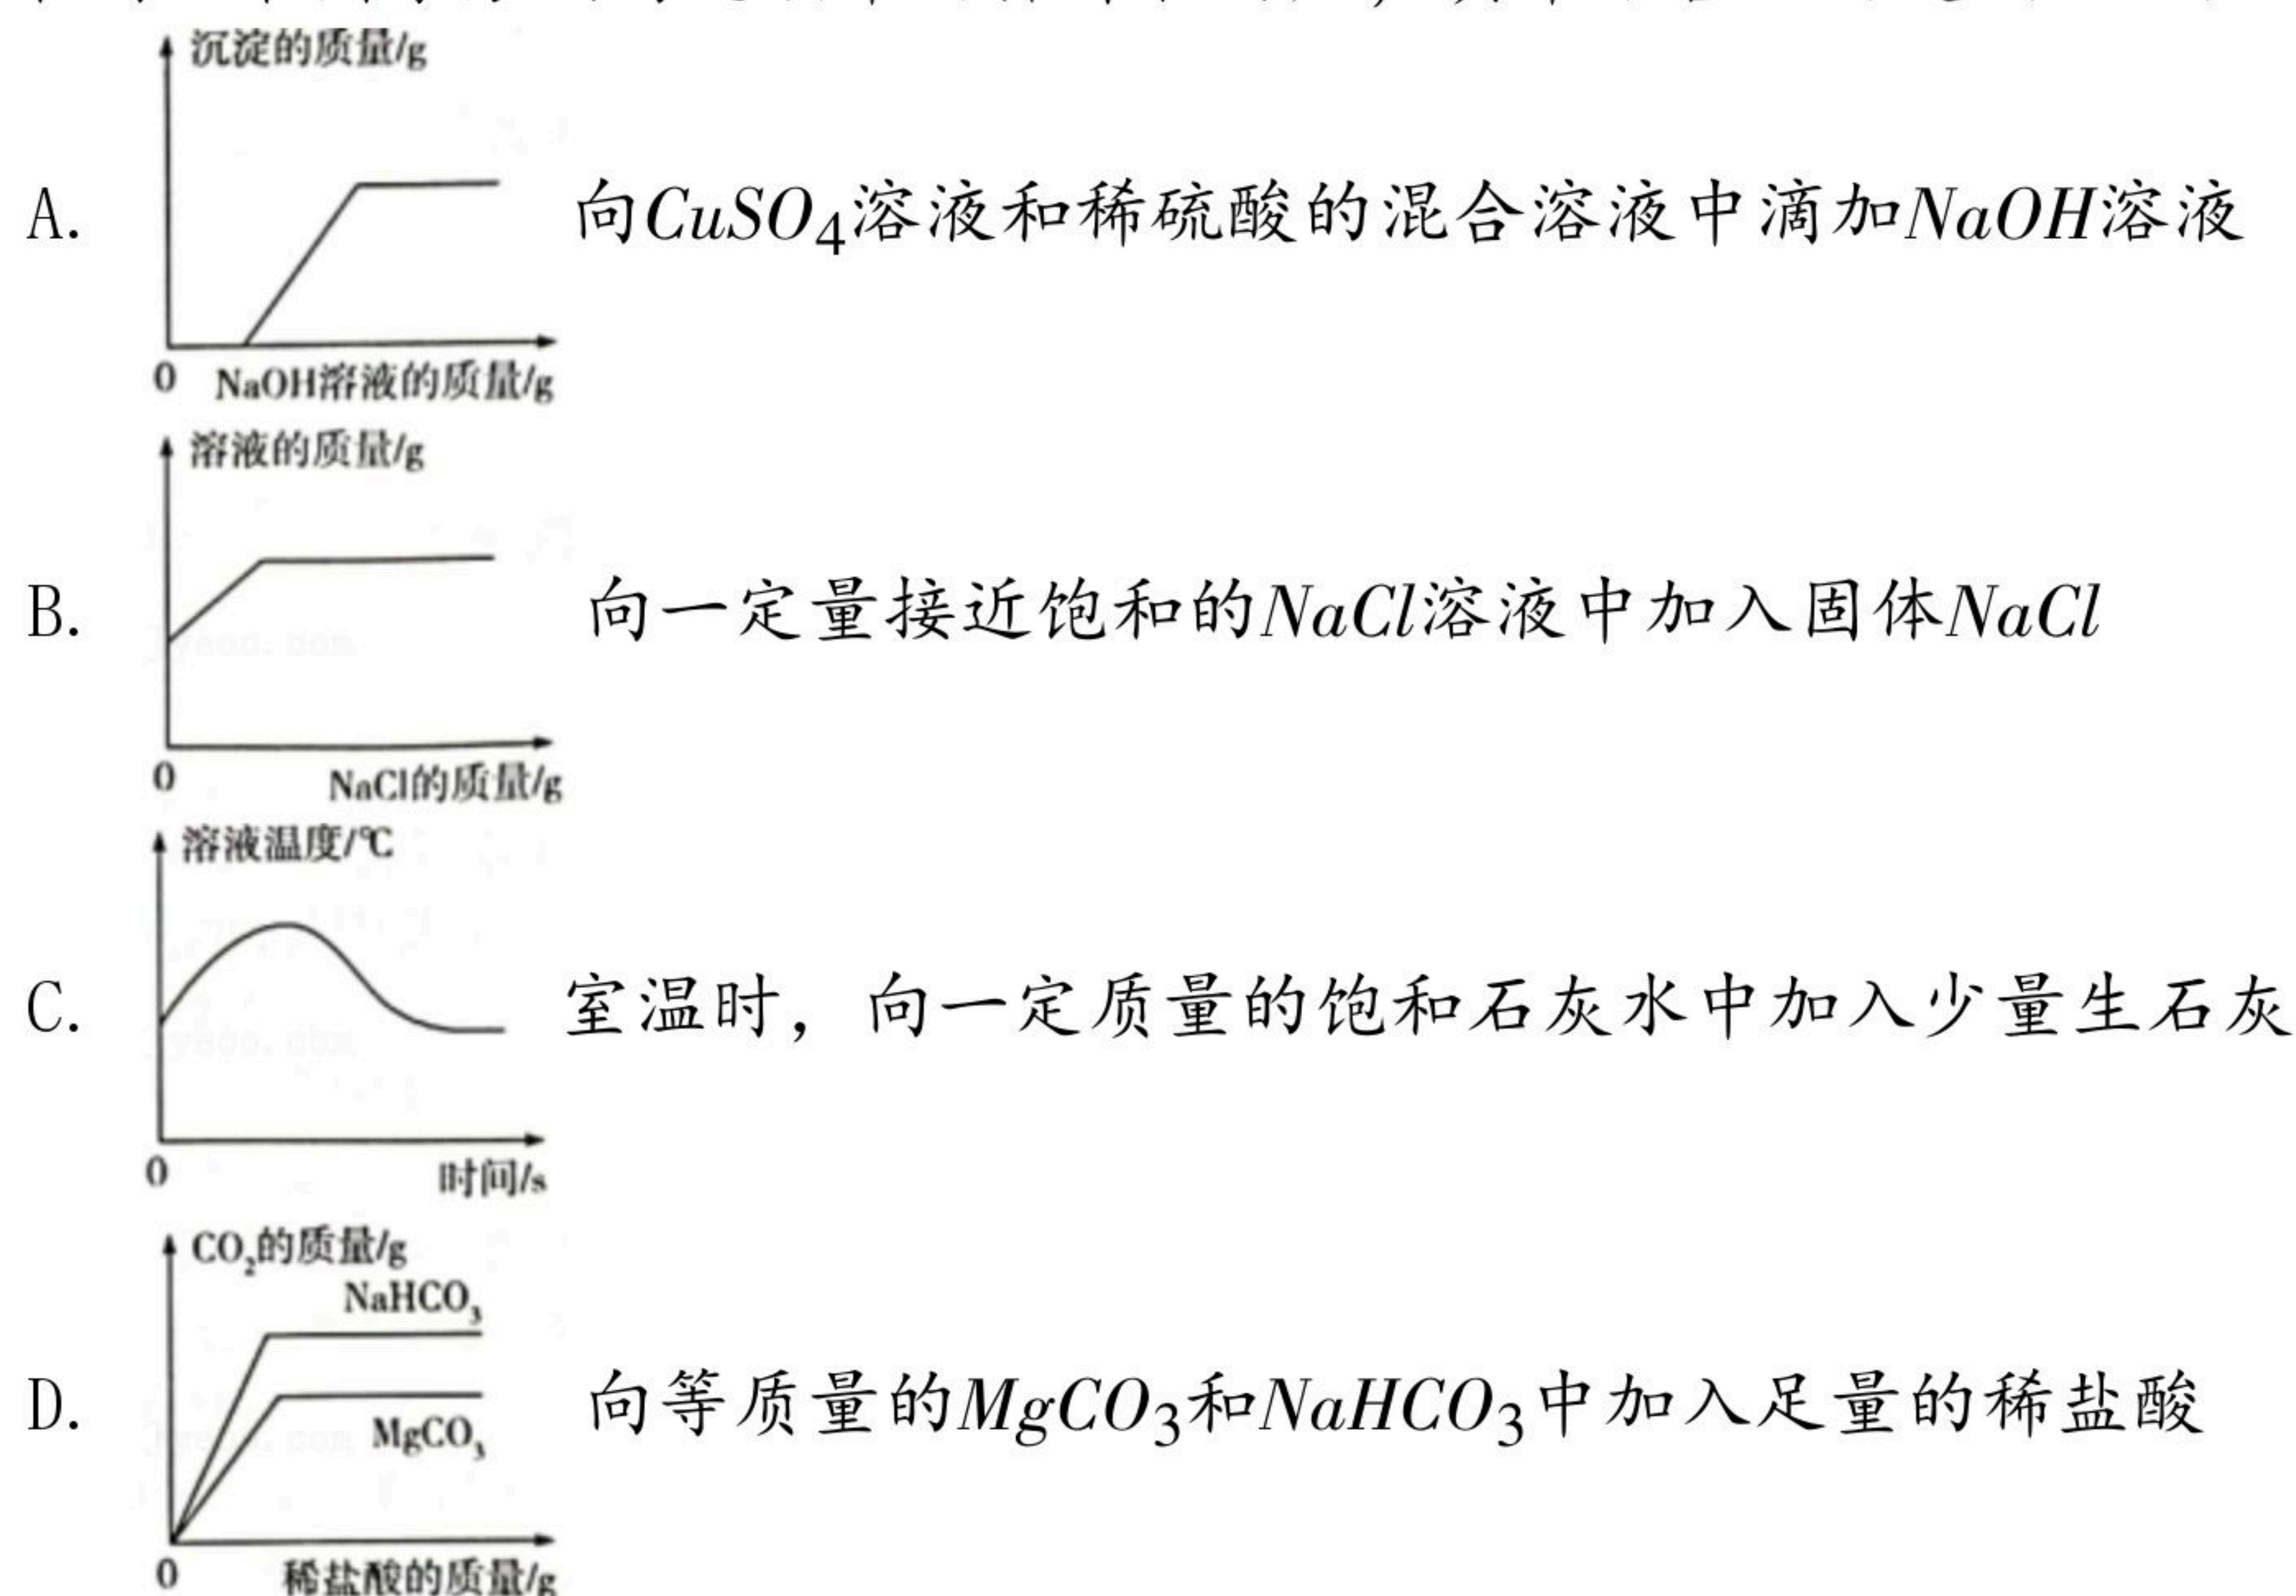 沉淀的质量/g
A. 向CuSO₄溶液和稀硫酸的混合溶液中滴加NaOH溶液
0 NaOH溶液的质量/g
溶液的质量/g
B. 向一定量接近饱和的NaCl溶液中加入固体NaCl
0 NaCl的质量/g
溶液温度/℃
C. 室温时，向一定质量的饱和石灰水中加入少量生石灰
0 时间/s
CO₂的质量/g
NaHCO₃
D. 向等质量的MgCO₃和NaHCO₃中加入足量的稀盐酸
MgCO₃
0 稀盐酸的质量/g